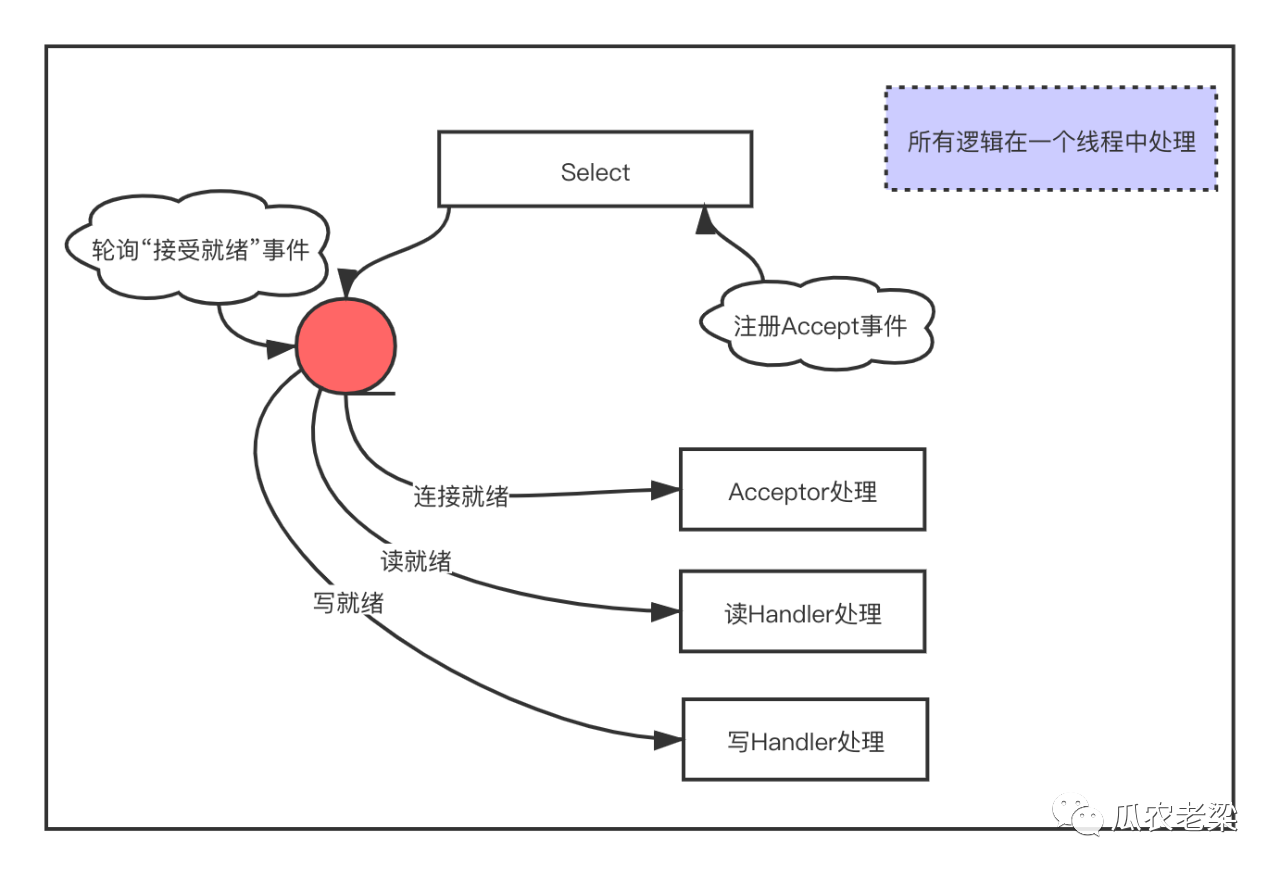 所有逻辑在一个线程中处理
Select
轮询“接受就绪”事件
注册Accept事件
连接就绪
Acceptor处理
读就绪
写就绪
读Handler处理
写Handler处理
瓜农老梁